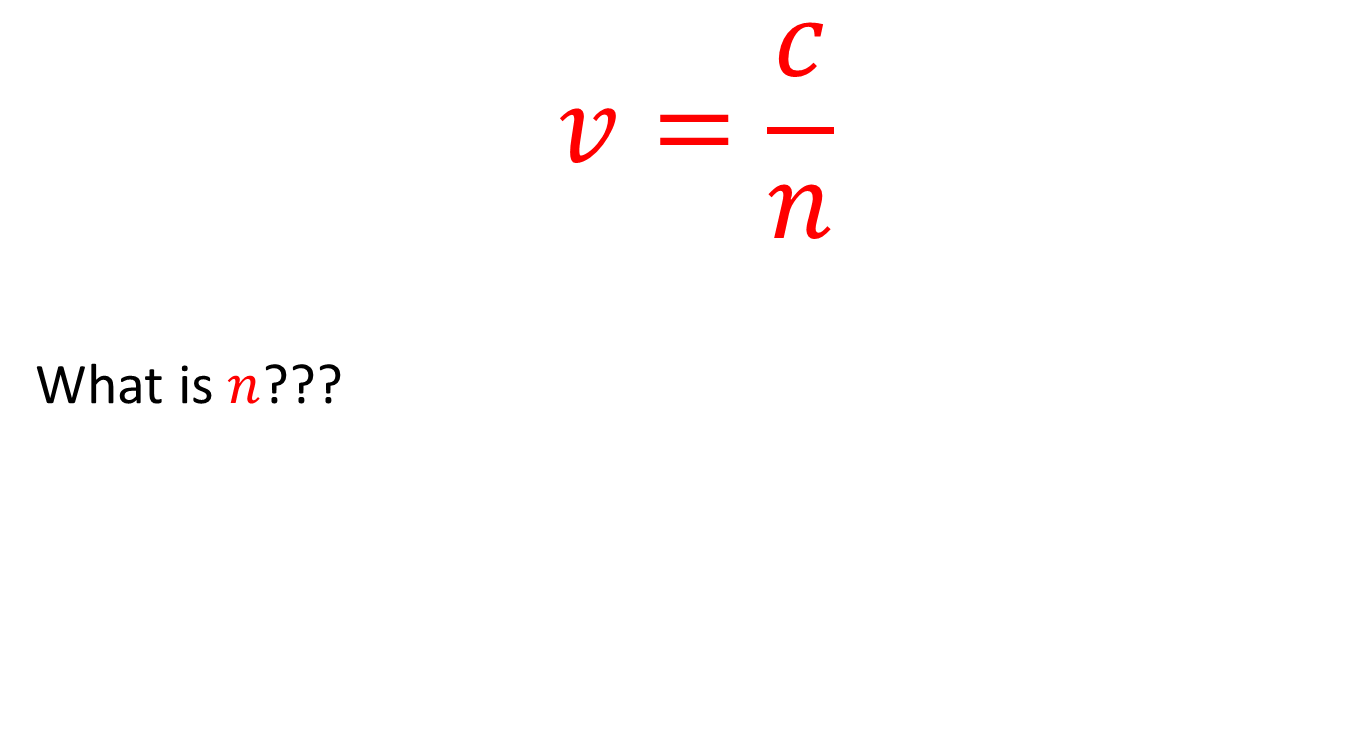 v = c/n
What is n???